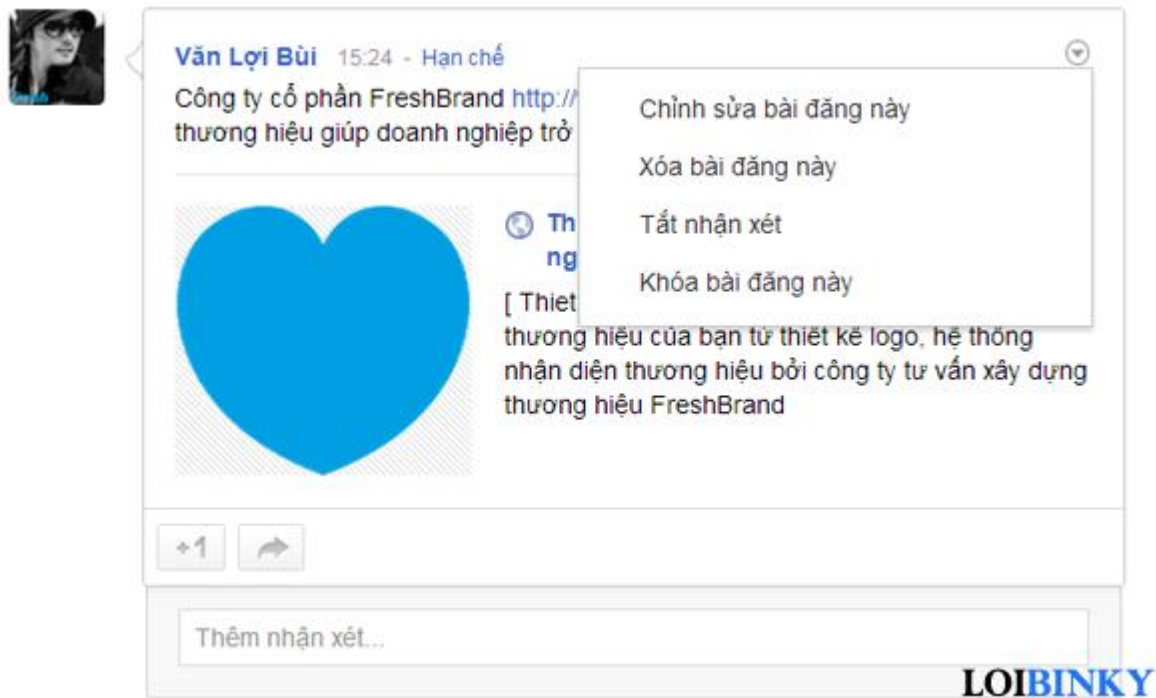 Văn Lợi Bùi 15:24 - Hạn chế
Công ty cổ phần FreshBrand http://
thương hiệu giúp doanh nghiệp trở
Chỉnh sửa bài đăng này
Xóa bài đăng này
Tắt nhận xét
Khóa bài đăng này
Th
ng
[ Thiet
thương hiệu của bạn từ thiết kế logo, hệ thống
nhận diện thương hiệu bởi công ty tư vấn xây dựng
thương hiệu FreshBrand
+1
Thêm nhận xét...
LOIBINKY